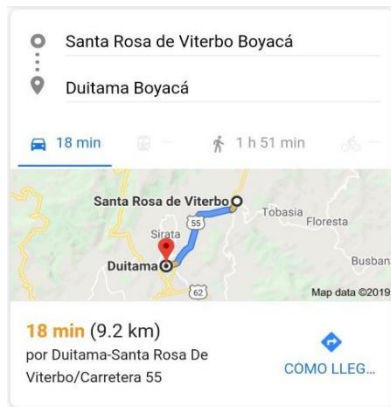 Santa Rosa de Viterbo Boyacá
Duitama Boyacá
18 min
1 h 51 min
Santa Rosa de Viterbo
55
Tobasia
Floresta
Sirata
Duitama
Busban
62
Map data ©2019
18 min (9.2 km)
por Duitama-Santa Rosa De
Viterbo/Carretera 55
COMO LLEG...